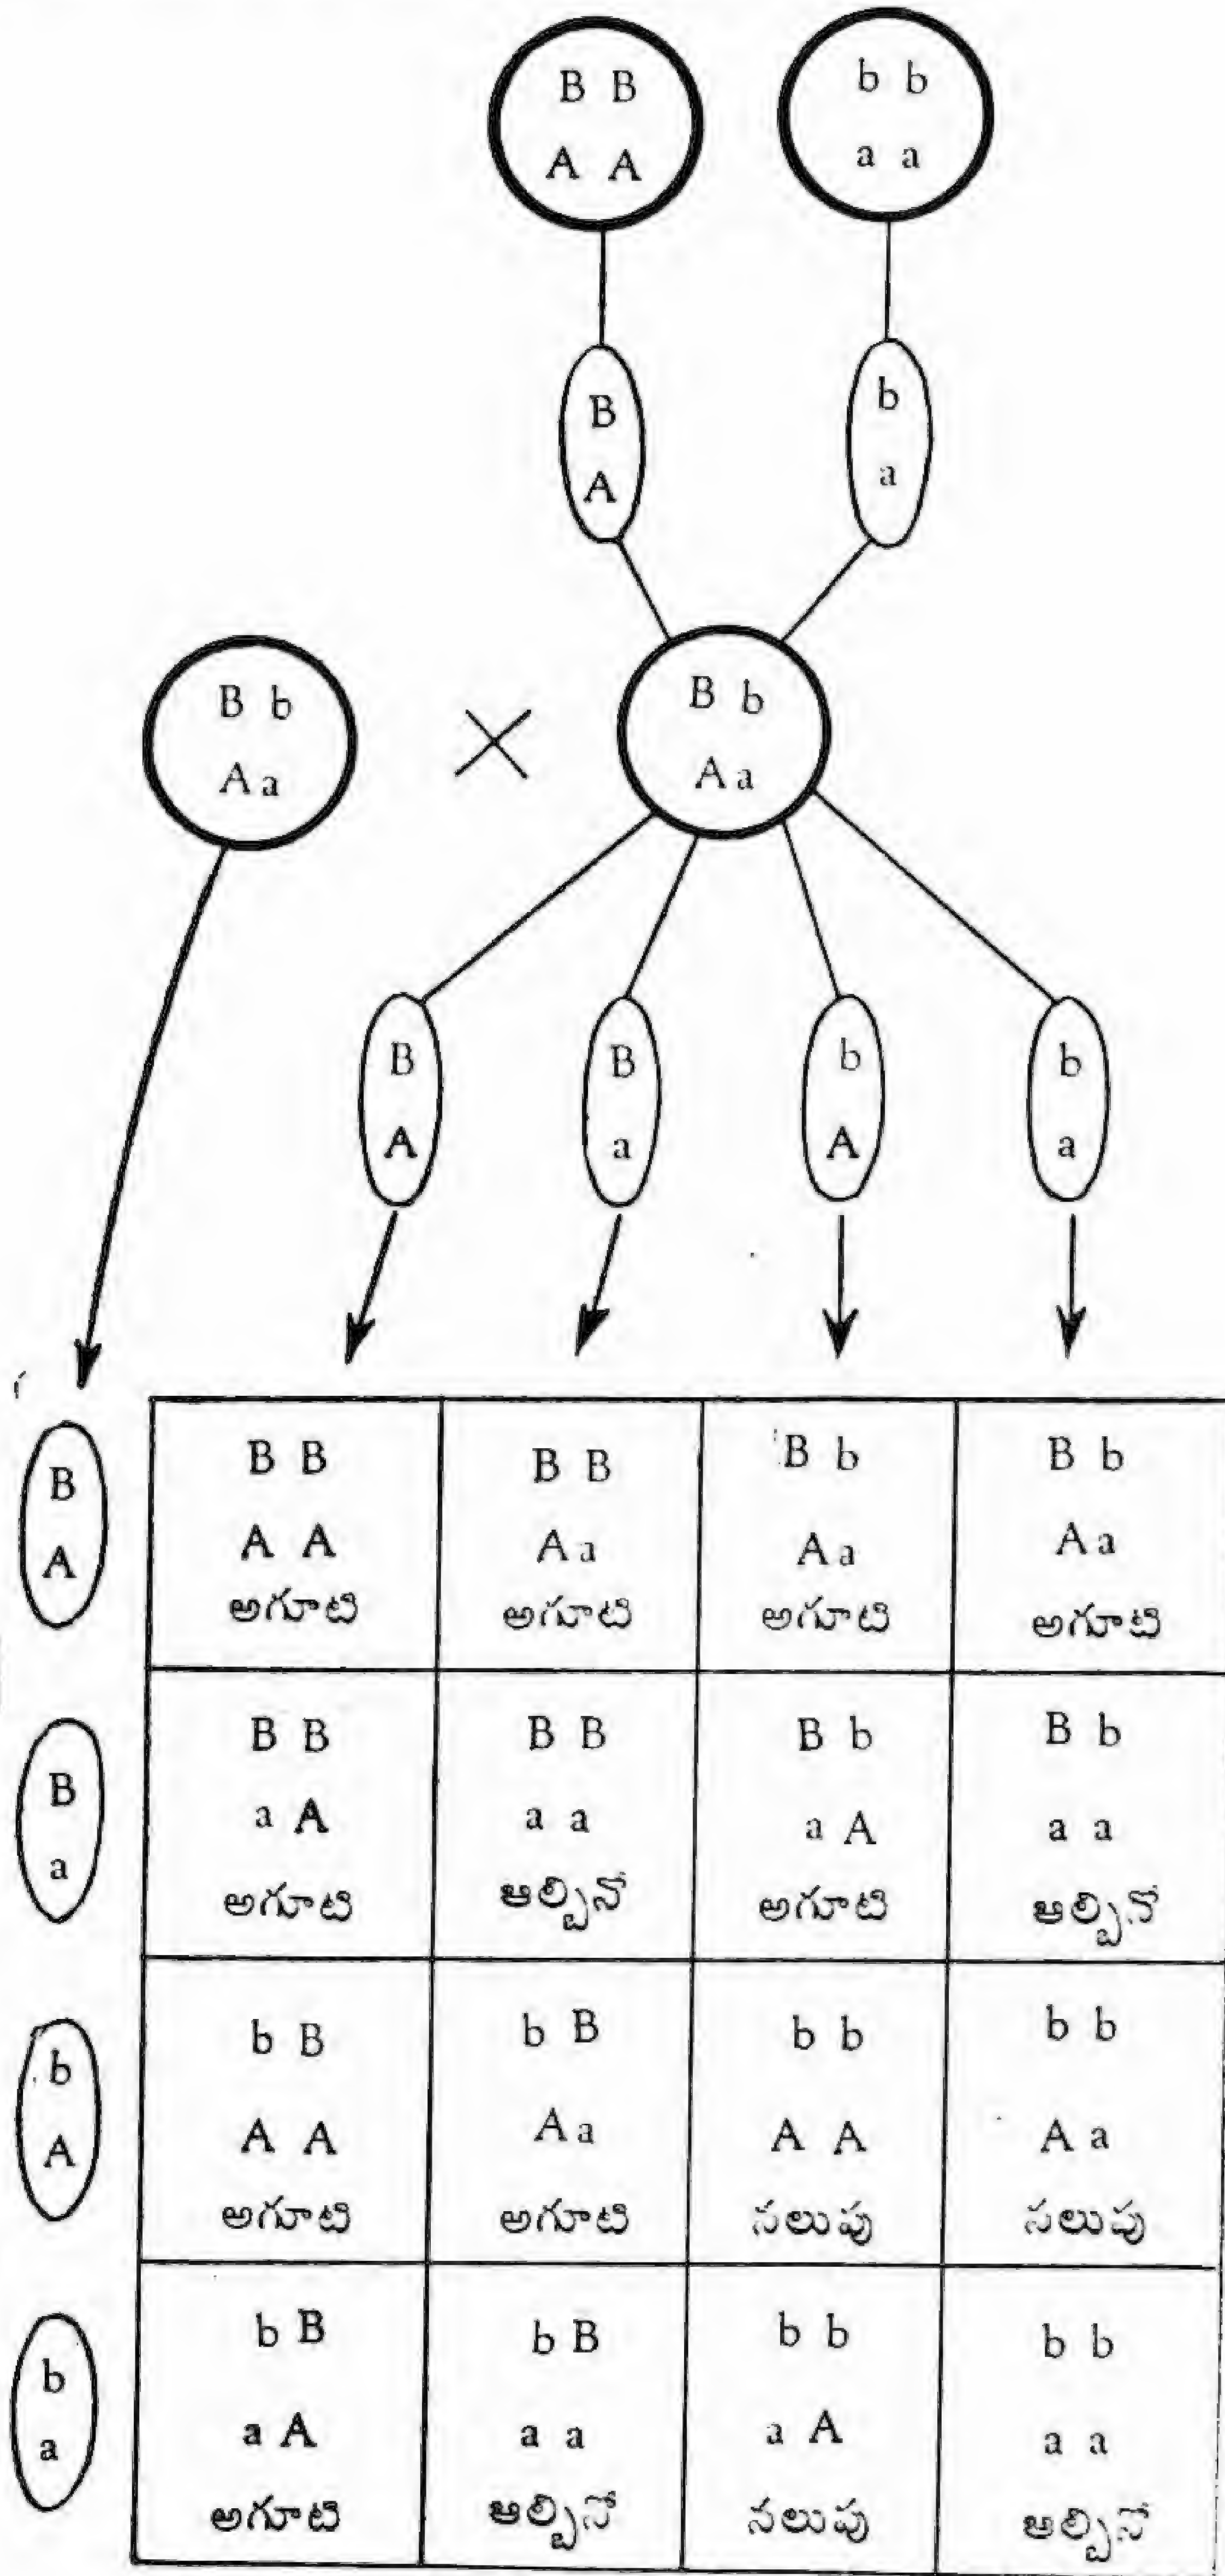 B B b b
A A a a
B b
A a
B b B b
A a A a
B B b b
A a A a
B B B B B B b B b
A A A A a A a A a
అగూటి అగూటి అగూటి అగూటి
B B B B B B b B b
a a A a a a A a a
అగూటి ఆల్బినో అగూటి ఆల్బినో
b b B b B b b b b
A A A A a A A A a
అగూటి అగూటి నలుపు నలుపు
b b B b B b b b b
a a A a a a A a a
అగూటి ఆల్బినో నలుపు ఆల్బినో